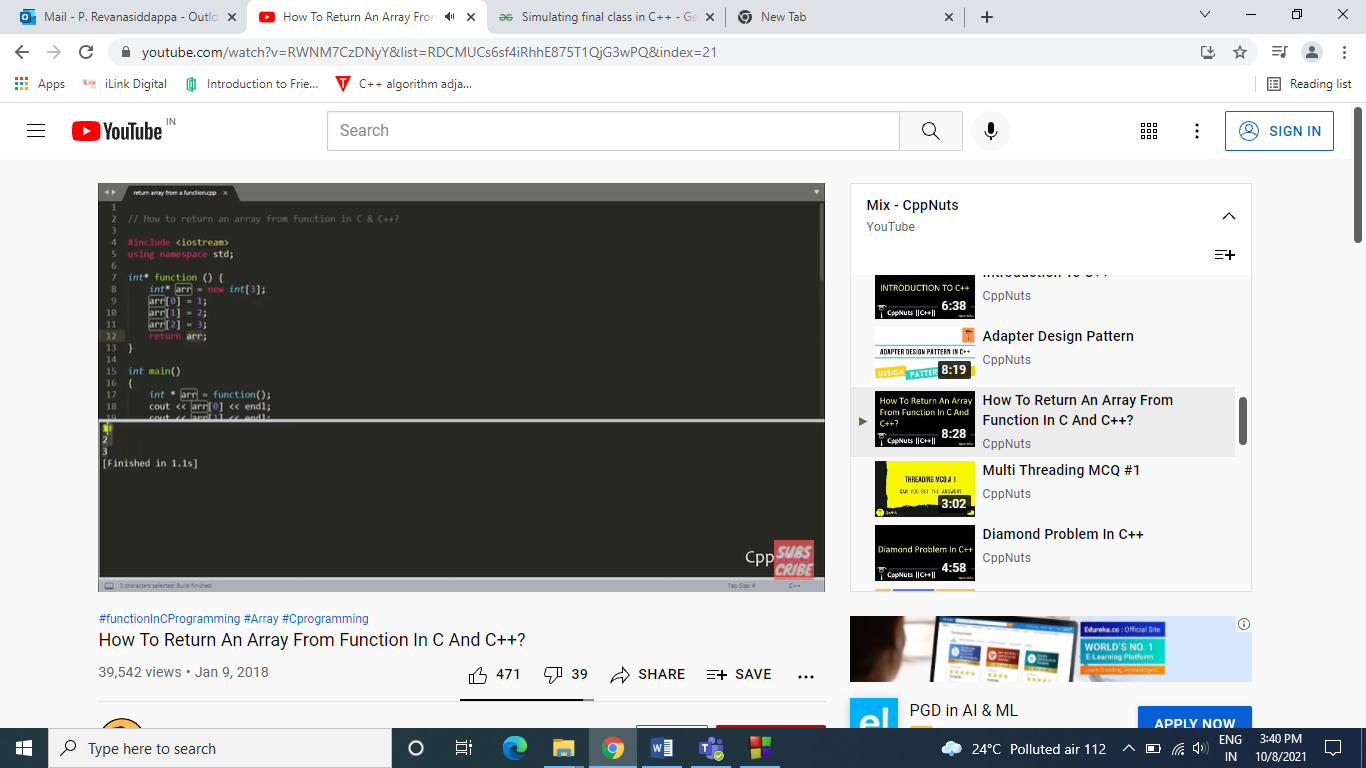 Mail - P. Revanasiddappa - Outlo
How To Return An Array From
Simulating final class in C++ - Ge
New Tab
youtube.com/watch?v=RWNM7CzDNyY&list=RDCMUCs6sf4iRhhE875T1QjG3wPQ&index=21
Apps
iLink Digital
Introduction to Frie...
C++ algorithm adja...
Reading list
YouTube IN
Search
SIGN IN
return array from a function.cpp
1
2 // How to return an array from function in C & C++?
3
4 #include <iostream>
5 using namespace std;
6
7 int* function () {
8 int* arr = new int[3];
9 arr[0] = 1;
10 arr[1] = 2;
11 arr[2] = 3;
12 return arr;
13 }
14
15 int main()
16 {
17 int * arr = function();
18 cout << arr[0] << endl;
19 cout << arr[1] << endl;
1
2
3
[Finished in 1.1s]
Cpp
SUBS
CRIBE
3 characters selected; Build finished
Tab Size: 4
C++
Mix - CppNuts
YouTube
Introduction To C++
CppNuts
INTRODUCTION TO C++
6:38
CppNuts ||C++||
Adapter Design Pattern
CppNuts
ADAPTER DESIGN PATTERN IN C++
DESIGN PATTER
8:19
How To Return An Array From
Function In C And C++?
CppNuts
How To Return An Array
From Function In C And
C++?
8:28
CppNuts ||C++||
Multi Threading MCQ #1
CppNuts
THREADING MCQ # 1
CAN YOU GET THE ANSWER?
3:02
Diamond Problem In C++
CppNuts
Diamond Problem In C++
4:58
CppNuts ||C++||
#functionInCProgramming #Array #Cprogramming
How To Return An Array From Function In C And C++?
39,542 views • Jan 9, 2018
471
39
SHARE
SAVE
Edureka.co : Official Site
WORLD'S NO. 1
E-Learning Platform
el
PGD in AI & ML
APPLY NOW
Type here to search
24°C Polluted air 112
ENG
IN
3:40 PM
10/8/2021